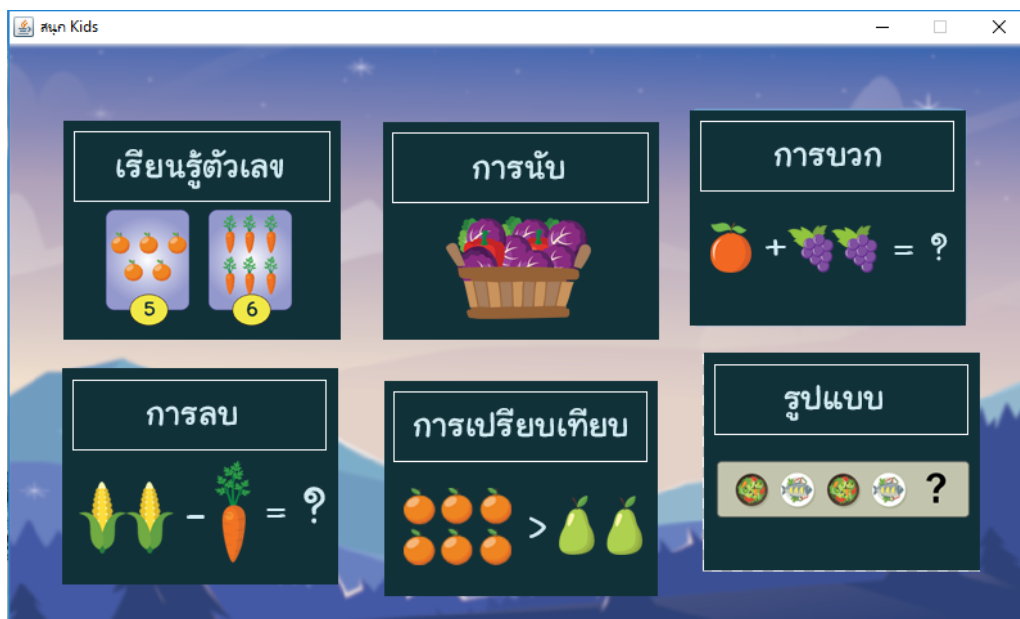 สนุก Kids
เรียนรู้ตัวเลข
5
6
การนับ
การบวก
+ = ?
การลบ
- = ?
การเปรียบเทียบ
>
รูปแบบ
?